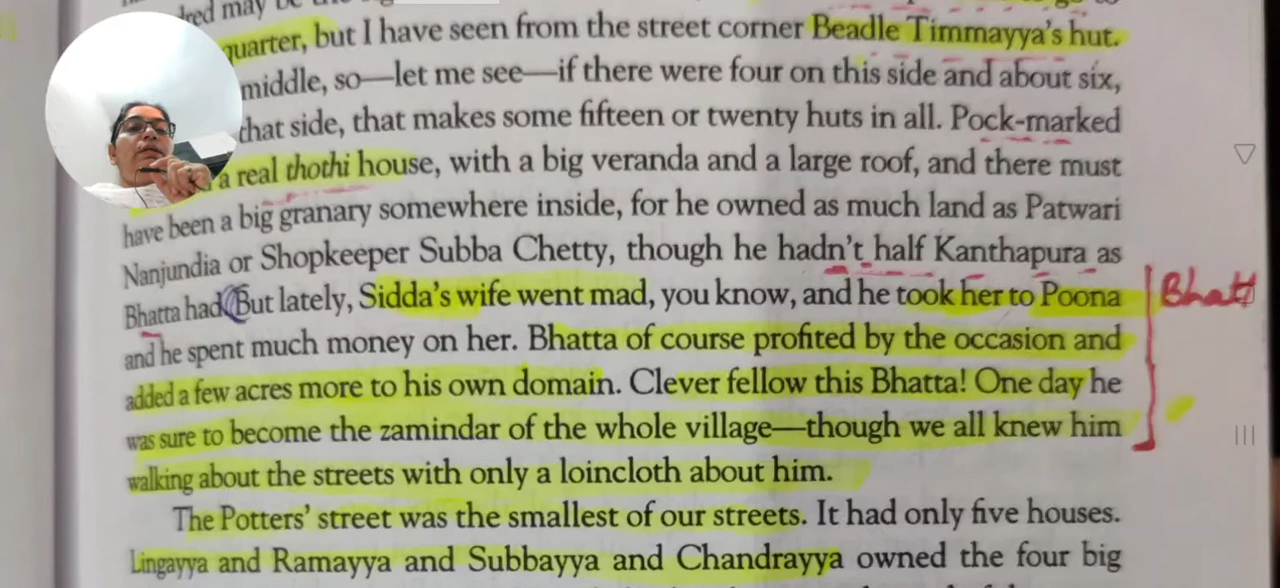 dred may be the
quarter, but I have seen from the street corner Beadle Timmayya's hut.
middle, so—let me see—if there were four on this side and about six,
that side, that makes some fifteen or twenty huts in all. Pock-marked
a real thothi house, with a big veranda and a large roof, and there must
have been a big granary somewhere inside, for he owned as much land as Patwari
Nanjundia or Shopkeeper Subba Chetty, though he hadn't half Kanthapura as
Bhatta had. But lately, Sidda's wife went mad, you know, and he took her to Poona
and he spent much money on her. Bhatta of course profited by the occasion and
added a few acres more to his own domain. Clever fellow this Bhatta! One day he
was sure to become the zamindar of the whole village—though we all knew him
walking about the streets with only a loincloth about him.
The Potters' street was the smallest of our streets. It had only five houses.
Lingayya and Ramayya and Subbayya and Chandrayya owned the four big
Bhatt